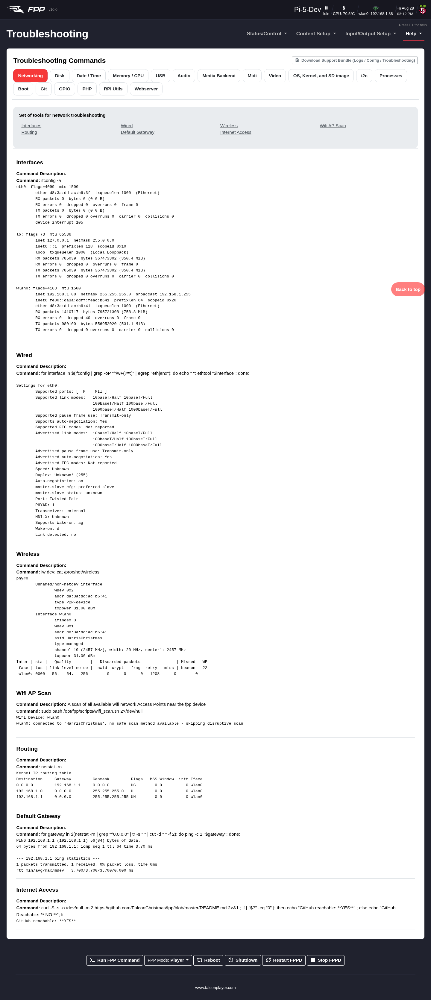 FPP v10.0
Pi-5-Dev
Idle
CPU: 70.5°C
wlan0: 192.168.1.88
Fri Aug 28
03:12 PM
5
Press F1 for help
Troubleshooting
Status/Control
Content Setup
Input/Output Setup
Help
Troubleshooting Commands
Download Support Bundle (Logs / Config / Troubleshooting)
Networking Disk Date / Time Memory / CPU USB Audio Media Backend Midi Video OS, Kernel, and SD image i2c Processes
Boot Git GPIO PHP RPI Utils Webserver
Set of tools for network troubleshooting
Interfaces Wired Wireless Wifi AP Scan
Routing Default Gateway Internet Access
Interfaces
Command Description:
Command: ifconfig -a
eth0: flags=4099  mtu 1500
        ether d8:3a:dd:ac:b6:3f  txqueuelen 1000  (Ethernet)
        RX packets 0  bytes 0 (0.0 B)
        RX errors 0  dropped 0  overruns 0  frame 0
        TX packets 0  bytes 0 (0.0 B)
        TX errors 0  dropped 0 overruns 0  carrier 0  collisions 0
        device interrupt 105
lo: flags=73  mtu 65536
        inet 127.0.0.1  netmask 255.0.0.0
        inet6 ::1  prefixlen 128  scopeid 0x10
        loop  txqueuelen 1000  (Local Loopback)
        RX packets 785039  bytes 367473302 (350.4 MiB)
        RX errors 0  dropped 0  overruns 0  frame 0
        TX packets 785039  bytes 367473302 (350.4 MiB)
        TX errors 0  dropped 0 overruns 0  carrier 0  collisions 0
wlan0: flags=4163  mtu 1500
        inet 192.168.1.88  netmask 255.255.255.0  broadcast 192.168.1.255
        inet6 fe80::da3a:ddff:feac:b641  prefixlen 64  scopeid 0x20
        ether d8:3a:dd:ac:b6:41  txqueuelen 1000  (Ethernet)
        RX packets 1410717  bytes 795721308 (758.8 MiB)
        RX errors 0  dropped 40  overruns 0  frame 0
        TX packets 980100  bytes 556952020 (531.1 MiB)
        TX errors 0  dropped 0 overruns 0  carrier 0  collisions 0
Back to top
Wired
Command Description:
Command: for interface in $(ifconfig | grep -oP "^\w+(?=:)" | egrep "eth|enx"); do echo " "; ethtool "$interface"; done;
Settings for eth0:
        Supported ports: [ TP    MII ]
        Supported link modes:   10baseT/Half 10baseT/Full
                                100baseT/Half 100baseT/Full
                                1000baseT/Half 1000baseT/Full
        Supported pause frame use: Transmit-only
        Supports auto-negotiation: Yes
        Supported FEC modes: Not reported
        Advertised link modes:  10baseT/Half 10baseT/Full
                                100baseT/Half 100baseT/Full
                                1000baseT/Half 1000baseT/Full
        Advertised pause frame use: Transmit-only
        Advertised auto-negotiation: Yes
        Advertised FEC modes: Not reported
        Speed: Unknown!
        Duplex: Unknown! (255)
        Auto-negotiation: on
        master-slave cfg: preferred slave
        master-slave status: unknown
        Port: Twisted Pair
        PHYAD: 1
        Transceiver: external
        MDI-X: Unknown
        Supports Wake-on: ag
        Wake-on: d
        Link detected: no
Wireless
Command Description:
Command: iw dev; cat /proc/net/wireless
phy#0
        Unnamed/non-netdev interface
                wdev 0x2
                addr da:3a:dd:ac:b6:41
                type P2P-device
                txpower 31.00 dBm
        Interface wlan0
                ifindex 3
                wdev 0x1
                addr d8:3a:dd:ac:b6:41
                ssid HarrisChristmas
                type managed
                channel 10 (2457 MHz), width: 20 MHz, center1: 2457 MHz
                txpower 31.00 dBm
Inter-| sta-|   Quality        |   Discarded packets               | Missed | WE
 face | tus | link level noise |  nwid  crypt   frag  retry   misc | beacon | 22
 wlan0: 0000   56.  -54.  -256        0      0      0   1208      0        0
Wifi AP Scan
Command Description: A scan of all available wifi network Access Points near the fpp device
Command: sudo bash /opt/fpp/scripts/wifi_scan.sh 2>/dev/null
Wifi Device: wlan0
wlan0: connected to 'HarrisChristmas', no safe scan method available - skipping disruptive scan
Routing
Command Description:
Command: netstat -rn
Kernel IP routing table
Destination     Gateway         Genmask         Flags   MSS Window  irtt Iface
0.0.0.0         192.168.1.1     0.0.0.0         UG        0 0          0 wlan0
192.168.1.0     0.0.0.0         255.255.255.0   U         0 0          0 wlan0
192.168.1.1     0.0.0.0         255.255.255.255 UH        0 0          0 wlan0
Default Gateway
Command Description:
Command: for gateway in $(netstat -rn | grep "^0.0.0.0" | tr -s " " | cut -d " " -f 2); do ping -c 1 "$gateway"; done;
PING 192.168.1.1 (192.168.1.1) 56(84) bytes of data.
64 bytes from 192.168.1.1: icmp_seq=1 ttl=64 time=3.70 ms
--- 192.168.1.1 ping statistics ---
1 packets transmitted, 1 received, 0% packet loss, time 0ms
rtt min/avg/max/mdev = 3.700/3.700/3.700/0.000 ms
Internet Access
Command Description:
Command: curl -S -s -o /dev/null -m 2 https://github.com/FalconChristmas/fpp/blob/master/README.md 2>&1 ; if [ "$?" -eq "0" ]; then echo "GitHub reachable: **YES**" ; else echo "GitHub
Reachable: ** NO **"; fi;
GitHub reachable: **YES**
Run FPP Command FPP Mode: Player Reboot Shutdown Restart FPPD Stop FPPD
www.falconplayer.com